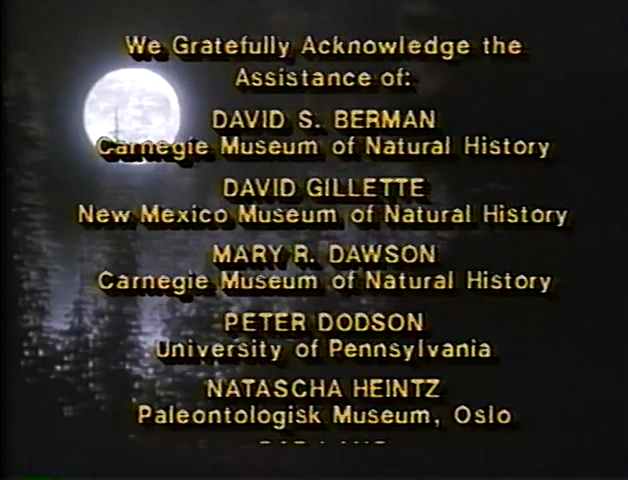 We Gratefully Acknowledge the
Assistance of:
DAVID S. BERMAN
Carnegie Museum of Natural History
DAVID GILLETTE
New Mexico Museum of Natural History
MARY R. DAWSON
Carnegie Museum of Natural History
PETER DODSON
University of Pennsylvania
NATASCHA HEINTZ
Paleontologisk Museum, Oslo